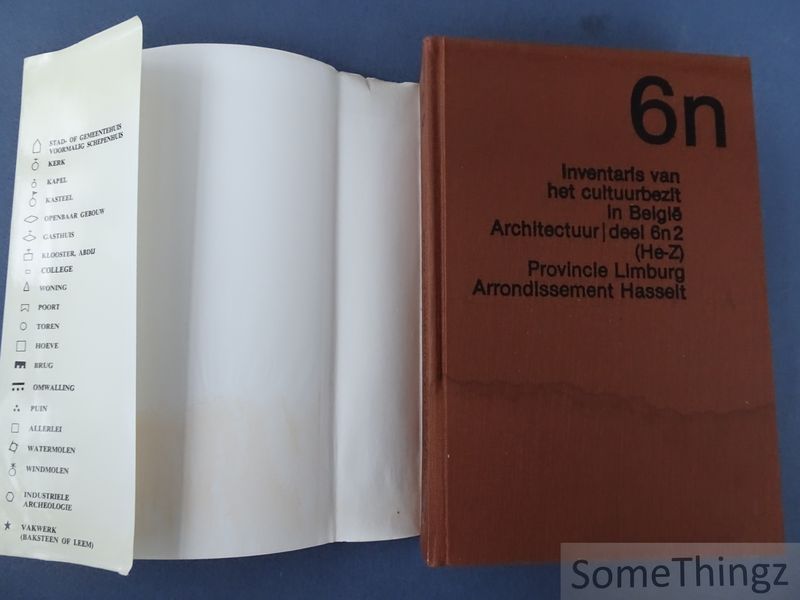 STAD- OF GEMEENTEHUIS
VOORMALIG SCHEPENHUIS
KERK
KAPEL
KASTEEL
OPENBAAR GEBOUW
GASTHUIS
KLOOSTER, ABDIJ
COLLEGE
WONING
POORT
TOREN
HOEVE
BRUG
OMWALLING
PUIN
ALLERLEI
WATERMOLEN
WINDMOLEN
INDUSTRIELE
ARCHEOLOGIE
VAKWERK
(BAKSTEEN OF LEEM)
6n
Inventaris van
het cultuurbezit
in België
Architectuur|deel 6n2
(He-Z)
Provincie Limburg
Arrondissement Hasselt
SomeThingz